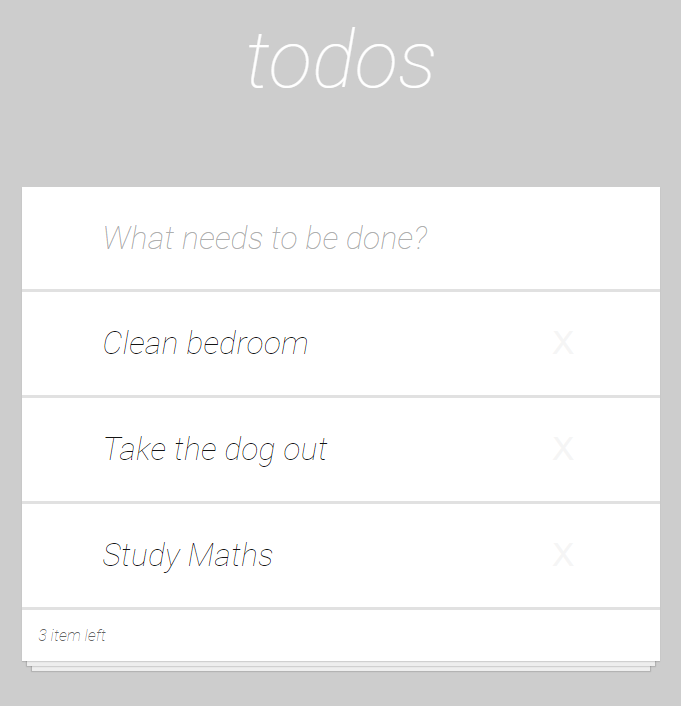 todos
What needs to be done?
Clean bedroom
X
Take the dog out
X
Study Maths
X
3 item left